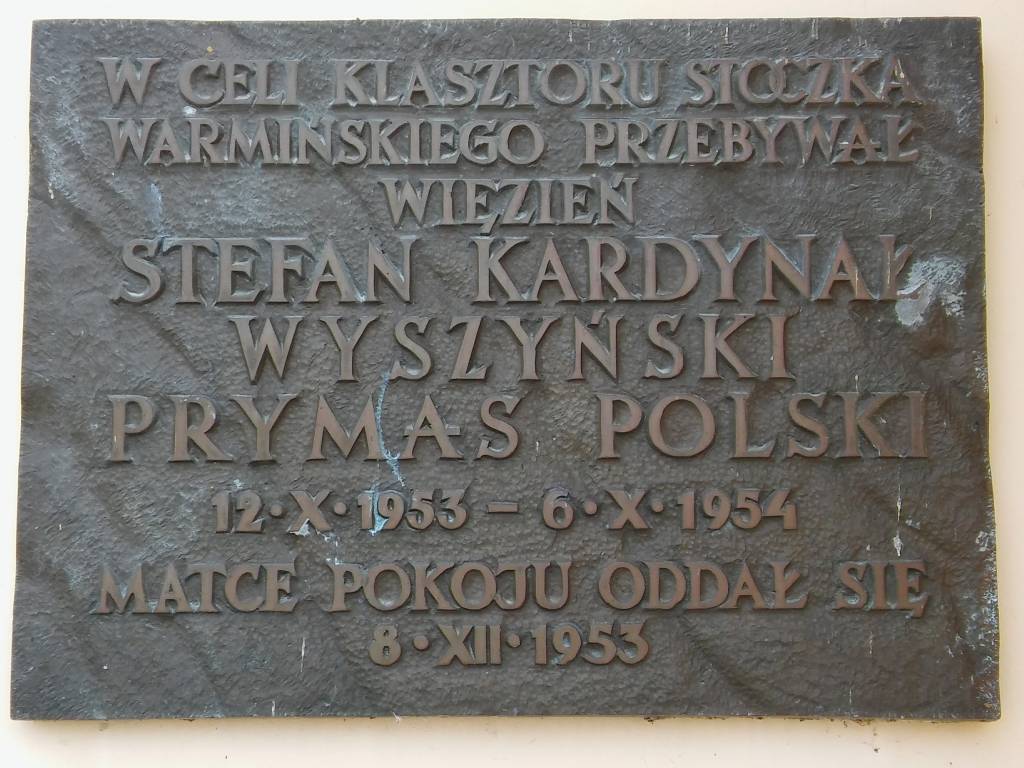 W CELI KLASZTORU STOCZKA
WARMIŃSKIEGO PRZEBYWAŁ
WIĘZIEŃ
STEFAN KARDYNAŁ
WYSZYŃSKI
PRYMAS POLSKI
12·X·1953 – 6·X·1954
MATCE POKOJU ODDAŁ SIĘ
8·XII·1953